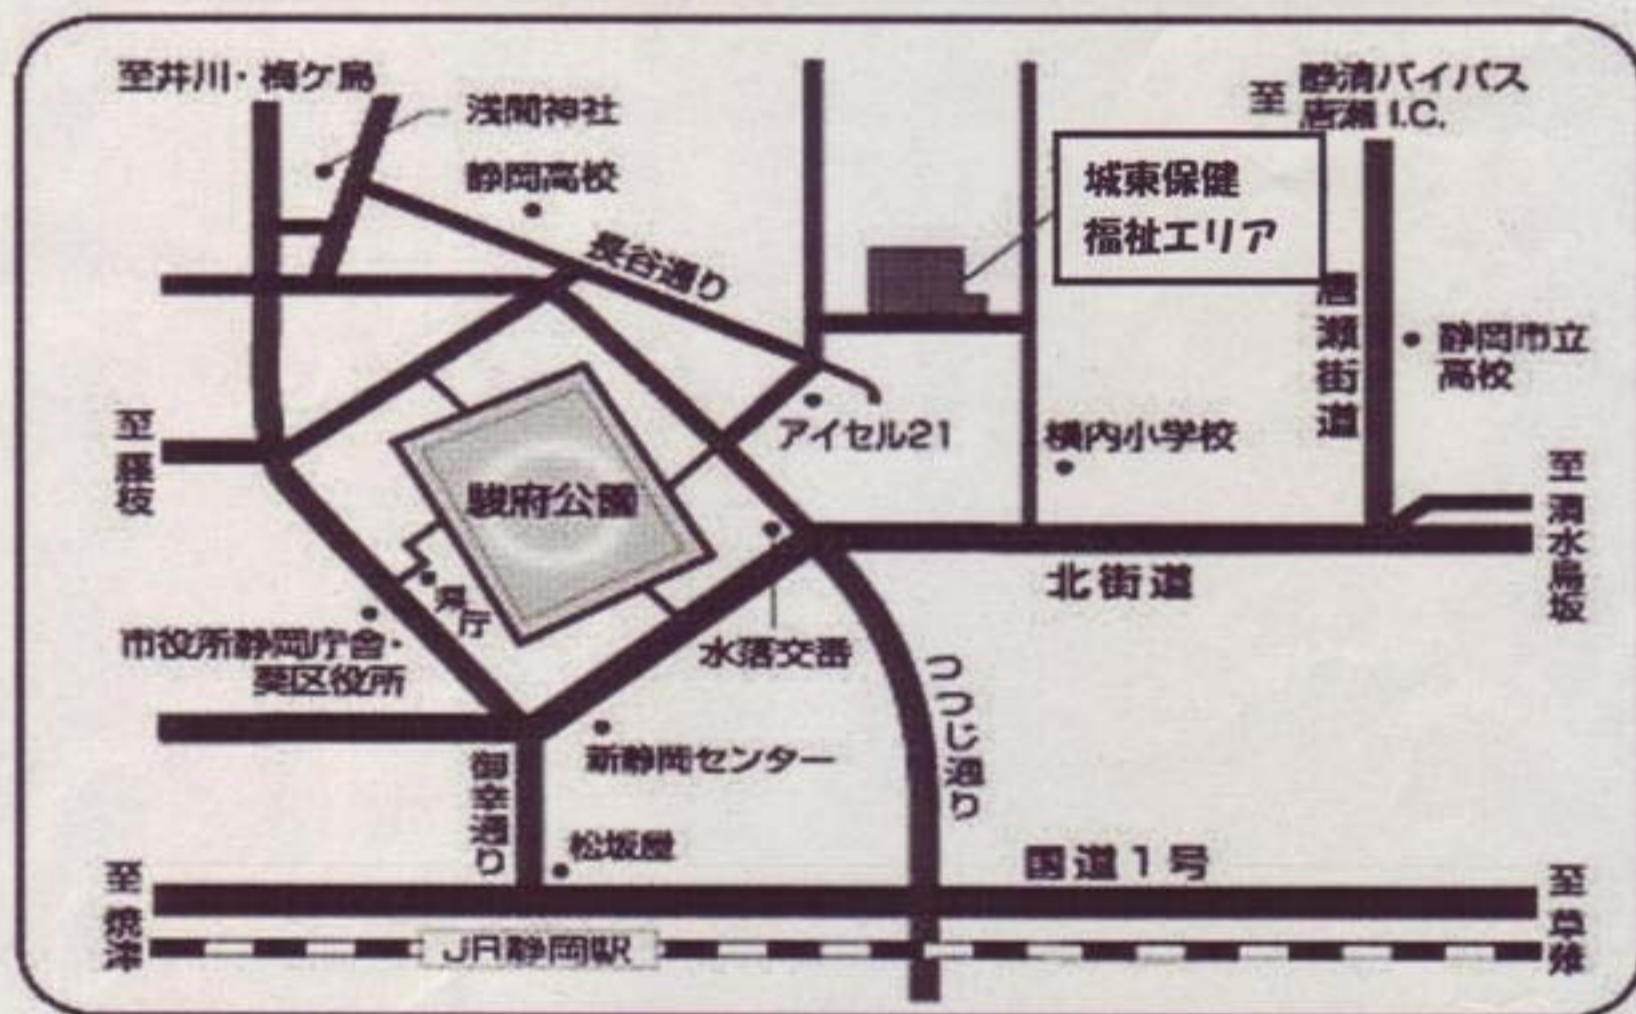 至井川・梅ケ島
浅間神社
静岡高校
長谷通り
至
静清バイパス
唐瀬 I.C.
城東保健
福祉エリア
唐瀬街道
静岡市立
高校
至藤枝
駿府公園
アイセル21
横内小学校
至清水鳥坂
北街道
県庁
市役所静岡庁舎・
葵区役所
水落交番
つつじ通り
新静岡センター
御幸通り
松坂屋
国道1号
至焼津
JR静岡駅
至草薙